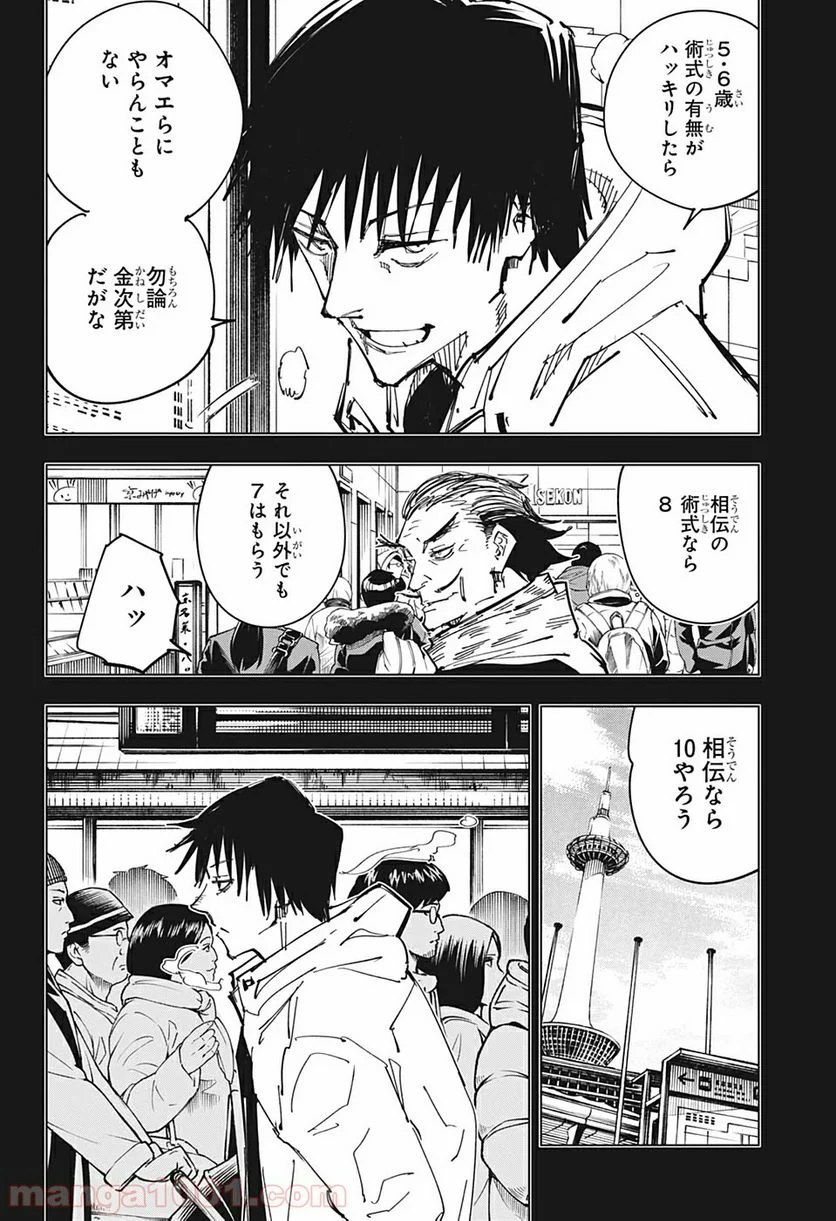 5・6歳
術式の有無が
ハッキリしたら
オマエらに
やらんことも
ない
勿論
金次第
だがな
相伝の
術式なら
8
ISEKON
それ以外でも
7はもらう
ハッ
相伝なら
10やろう
manga1001.com